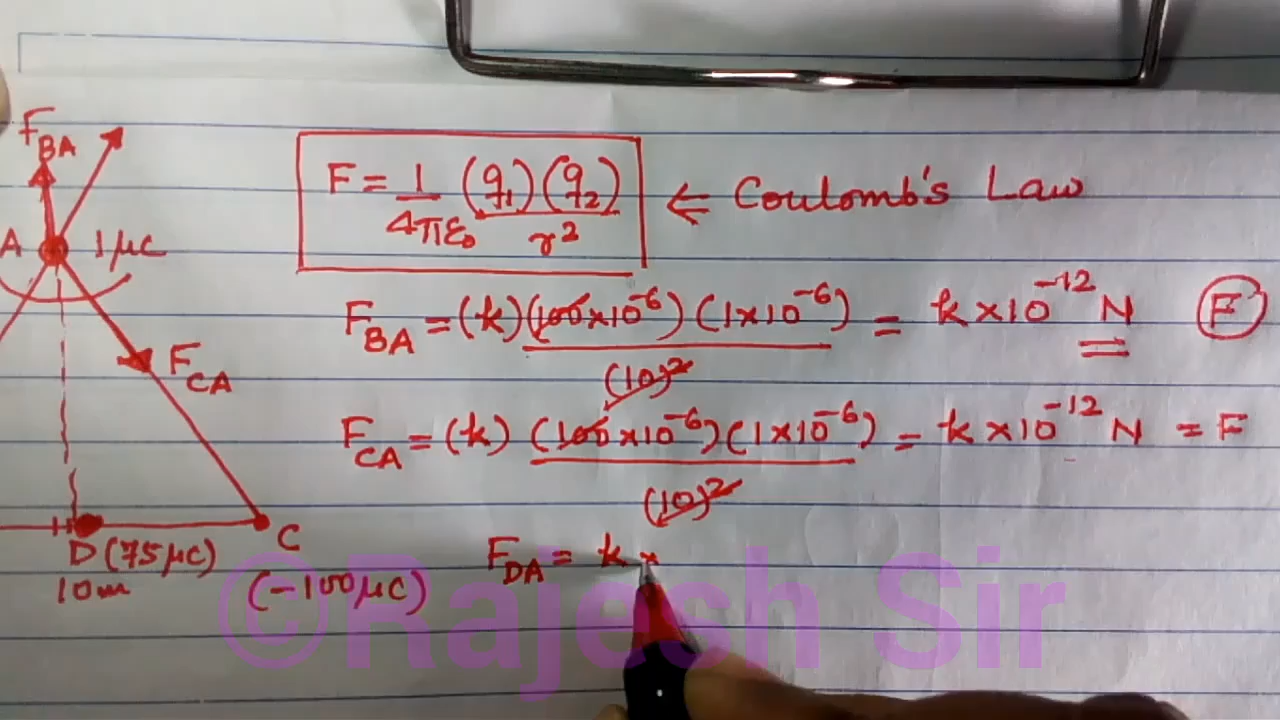 F_BA
A 1μC
F_CA
D (75μC)
10m
C
(-100μC)
F = 1/4πε₀ (q₁)(q₂)/r² ← Coulomb's Law
F_BA = (k)(100×10⁻⁶)(1×10⁻⁶)/(10)² = k×10⁻¹² N F
F_CA = (k) (100×10⁻⁶)(1×10⁻⁶)/(10)² = k×10⁻¹² N = F
F_DA = k ×
©Rajesh Sir